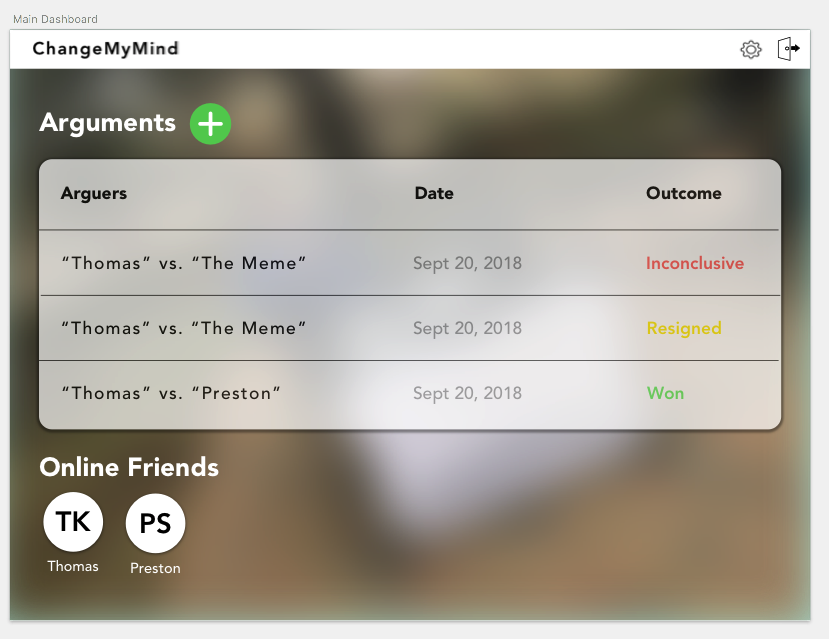 Main Dashboard
ChangeMyMind
Arguments
Arguers Date Outcome
“Thomas” vs. “The Meme” Sept 20, 2018 Inconclusive
“Thomas” vs. “The Meme” Sept 20, 2018 Resigned
“Thomas” vs. “Preston” Sept 20, 2018 Won
Online Friends
TK PS
Thomas Preston